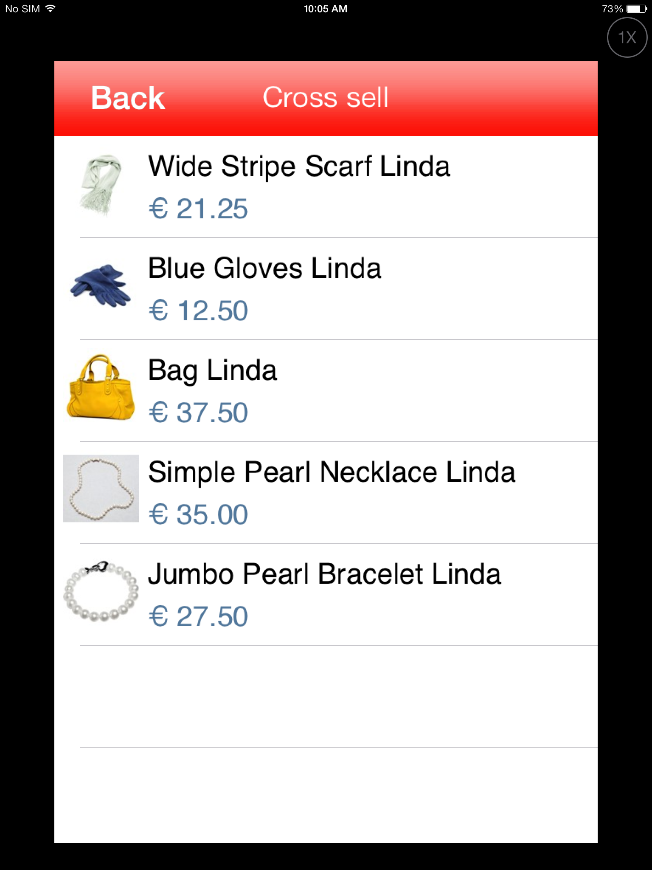 No SIM 10:05 AM 73%
1X
Back Cross sell
Wide Stripe Scarf Linda
€ 21.25
Blue Gloves Linda
€ 12.50
Bag Linda
€ 37.50
Simple Pearl Necklace Linda
€ 35.00
Jumbo Pearl Bracelet Linda
€ 27.50